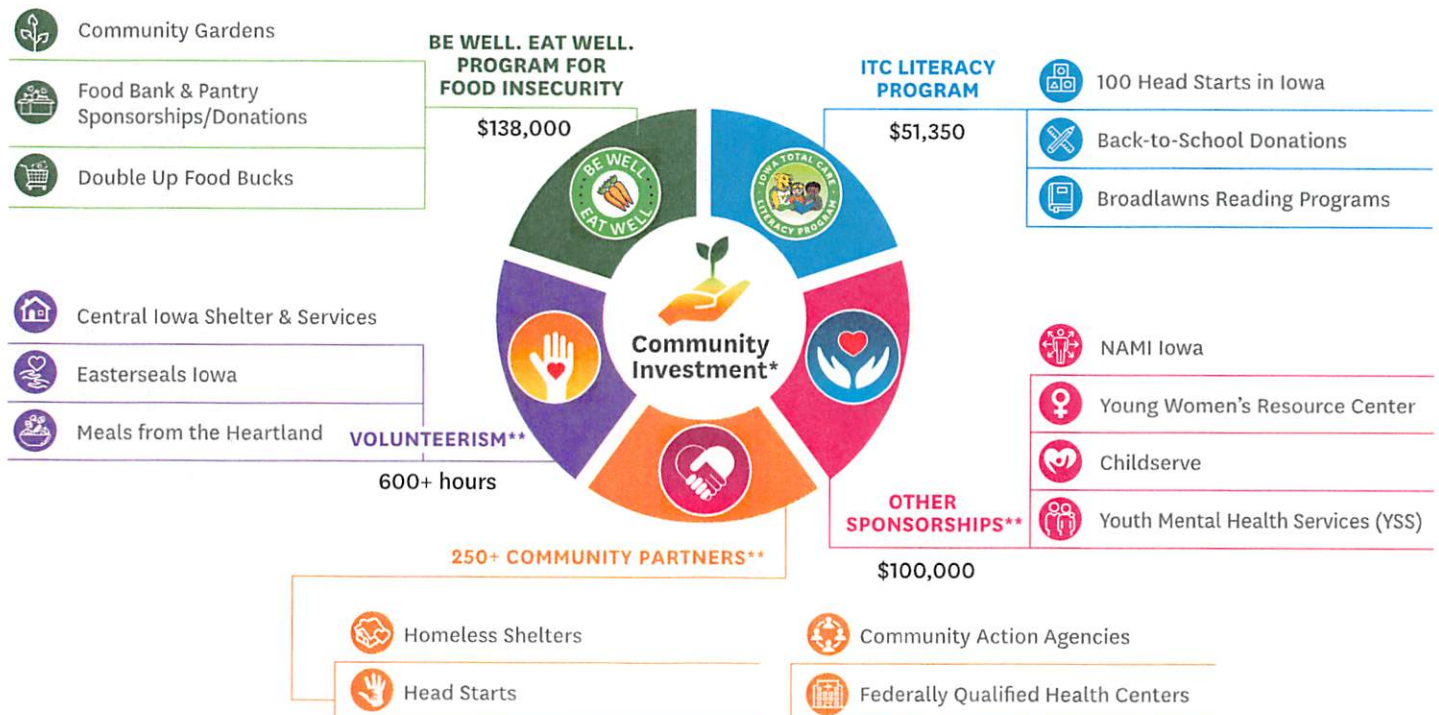 Community Gardens
Food Bank & Pantry
Sponsorships/Donations
Double Up Food Bucks
BE WELL. EAT WELL.
PROGRAM FOR
FOOD INSECURITY
$138,000
ITC LITERACY
PROGRAM
$51,350
100 Head Starts in Iowa
Back-to-School Donations
Broadlawns Reading Programs
BE WELL
EAT WELL
IOWA TOTAL CARE
LITERACY PROGRAM
Community
Investment*
Central Iowa Shelter & Services
Easterseals Iowa
Meals from the Heartland
VOLUNTEERISM**
600+ hours
NAMI Iowa
Young Women's Resource Center
Childserve
Youth Mental Health Services (YSS)
OTHER
SPONSORSHIPS**
$100,000
250+ COMMUNITY PARTNERS**
Homeless Shelters
Head Starts
Community Action Agencies
Federally Qualified Health Centers